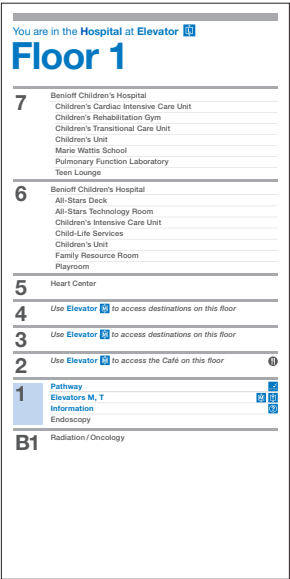 You are in the Hospital at Elevator
Floor 1
7
Benioff Children's Hospital
Children's Cardiac Intensive Care Unit
Children's Rehabilitation Gym
Children's Transitional Care Unit
Children's Unit
Marie Wattis School
Pulmonary Function Laboratory
Teen Lounge
6
Benioff Children's Hospital
All-Stars Deck
All-Stars Technology Room
Children's Intensive Care Unit
Child-Life Services
Children's Unit
Family Resource Room
Playroom
5
Heart Center
4
Use Elevator M to access destinations on this floor
3
Use Elevator M to access destinations on this floor
2
Use Elevator M to access the Café on this floor
1
Pathway
Elevators M, T M T
Information ?
Endoscopy
B1
Radiation / Oncology